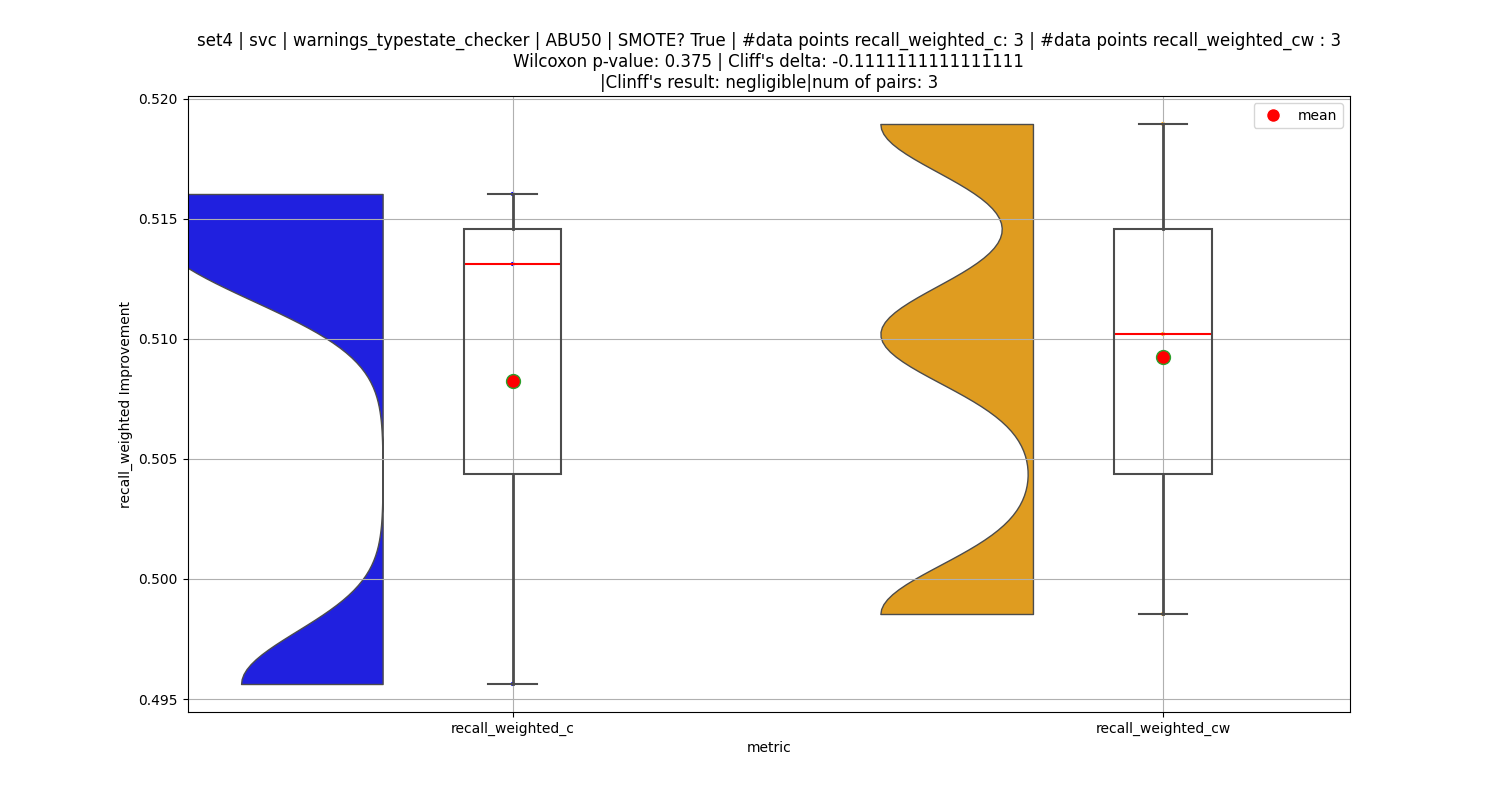 set4 | svc | warnings_typestate_checker | ABU50 | SMOTE? True | #data points recall_weighted_c: 3 | #data points recall_weighted_cw : 3
Wilcoxon p-value: 0.375 | Cliff's delta: -0.1111111111111111
|Clinff's result: negligible|num of pairs: 3
mean
0.520
0.515
0.510
0.505
0.500
0.495
recall_weighted Improvement
recall_weighted_c
recall_weighted_cw
metric